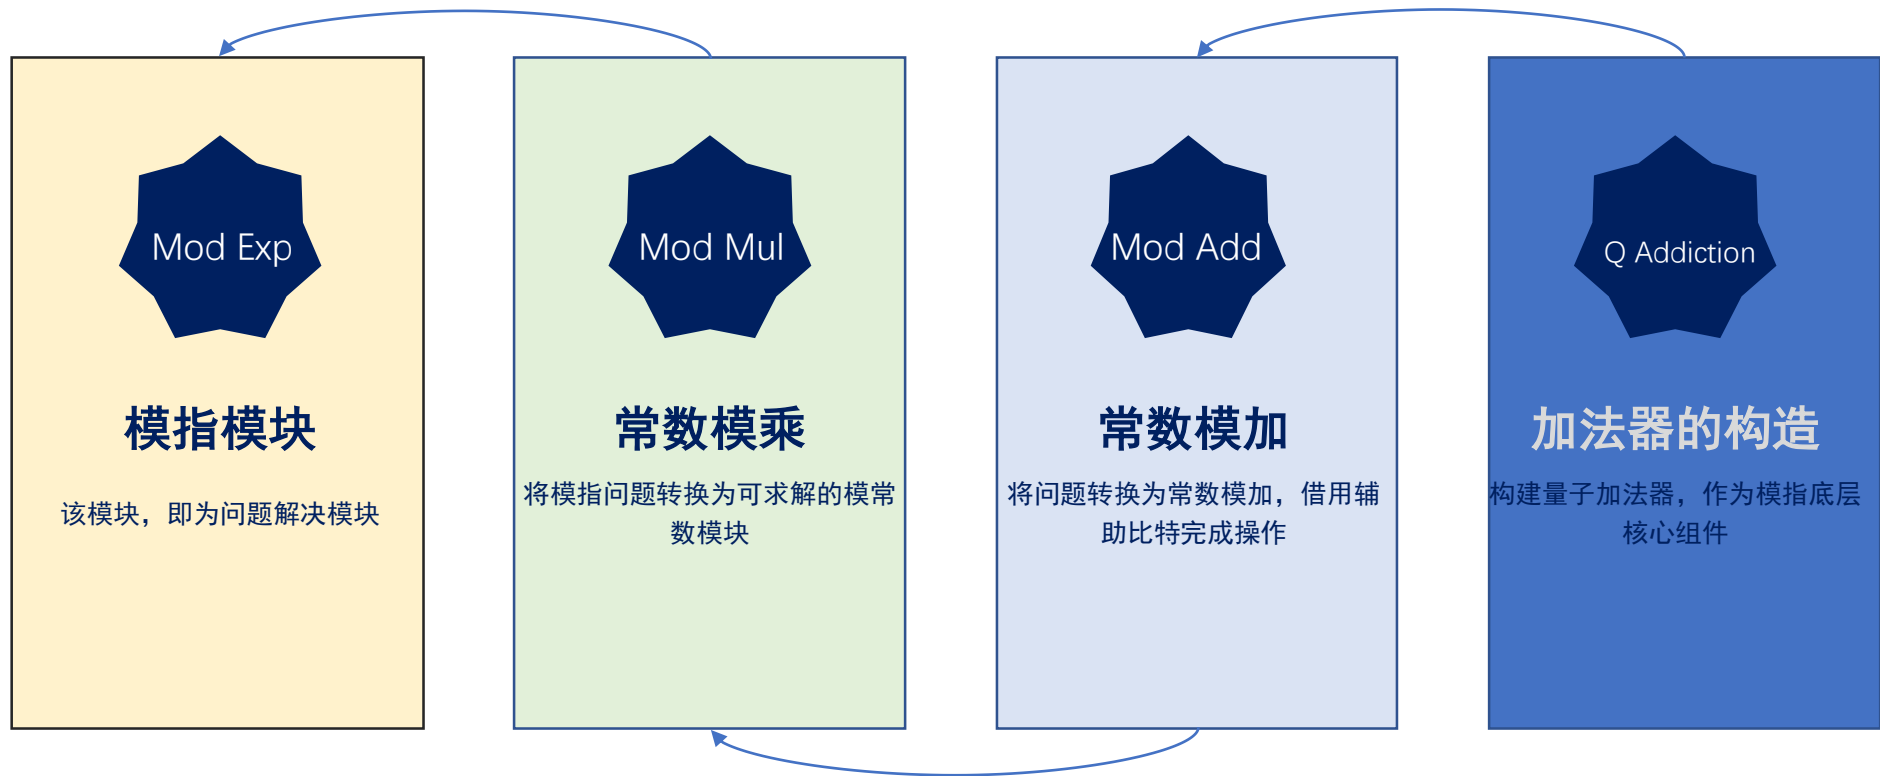 Mod Exp
模指模块
该模块，即为问题解决模块
Mod Mul
常数模乘
将模指问题转换为可求解的模常
数模块
Mod Add
常数模加
将问题转换为常数模加，借用辅
助比特完成操作
Q Addiction
加法器的构造
构建量子加法器，作为模指底层
核心组件